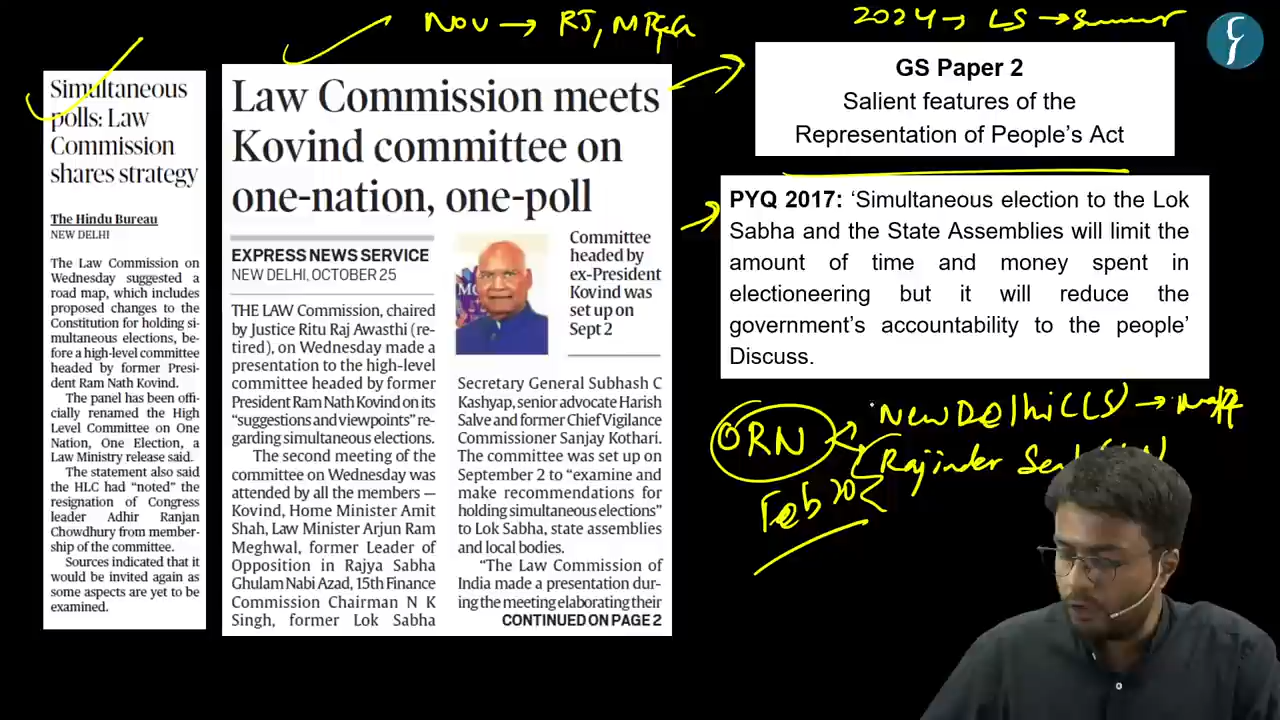 Nov → RJ, MP,
2024 → LS →
Simultaneous
polls: Law
Commission
shares strategy
The Hindu Bureau
NEW DELHI
The Law Commission on
Wednesday suggested a
road map, which includes
proposed changes to the
Constitution for holding si-
multaneous elections, be-
fore a high-level committee
headed by former Presi-
dent Ram Nath Kovind.
The panel has been offi-
cially renamed the High
Level Committee on One
Nation, One Election, a
Law Ministry release said.
The statement also said
the HLC had “noted” the
resignation of Congress
leader Adhir Ranjan
Chowdhury from member-
ship of the committee.
Sources indicated that it
would be invited again as
some aspects are yet to be
examined.
Law Commission meets
Kovind committee on
one-nation, one-poll
EXPRESS NEWS SERVICE
NEW DELHI, OCTOBER 25
THE LAW Commission, chaired
by Justice Ritu Raj Awasthi (re-
tired), on Wednesday made a
presentation to the high-level
committee headed by former
President Ram Nath Kovind on its
“suggestions and viewpoints” re-
garding simultaneous elections.
The second meeting of the
committee on Wednesday was
attended by all the members —
Kovind, Home Minister Amit
Shah, Law Minister Arjun Ram
Meghwal, former Leader of
Opposition in Rajya Sabha
Ghulam Nabi Azad, 15th Finance
Commission Chairman N K
Singh, former Lok Sabha
Committee
headed by
ex-President
Kovind was
set up on
Sept 2
Secretary General Subhash C
Kashyap, senior advocate Harish
Salve and former Chief Vigilance
Commissioner Sanjay Kothari.
The committee was set up on
September 2 to “examine and
make recommendations for
holding simultaneous elections”
to Lok Sabha, state assemblies
and local bodies.
“The Law Commission of
India made a presentation dur-
ing the meeting elaborating their
CONTINUED ON PAGE 2
GS Paper 2
Salient features of the
Representation of People’s Act
PYQ 2017: ‘Simultaneous election to the Lok
Sabha and the State Assemblies will limit the
amount of time and money spent in
electioneering but it will reduce the
government’s accountability to the people’
Discuss.
ORN
New Delhi (LS) →
Rajinder
Feb 20